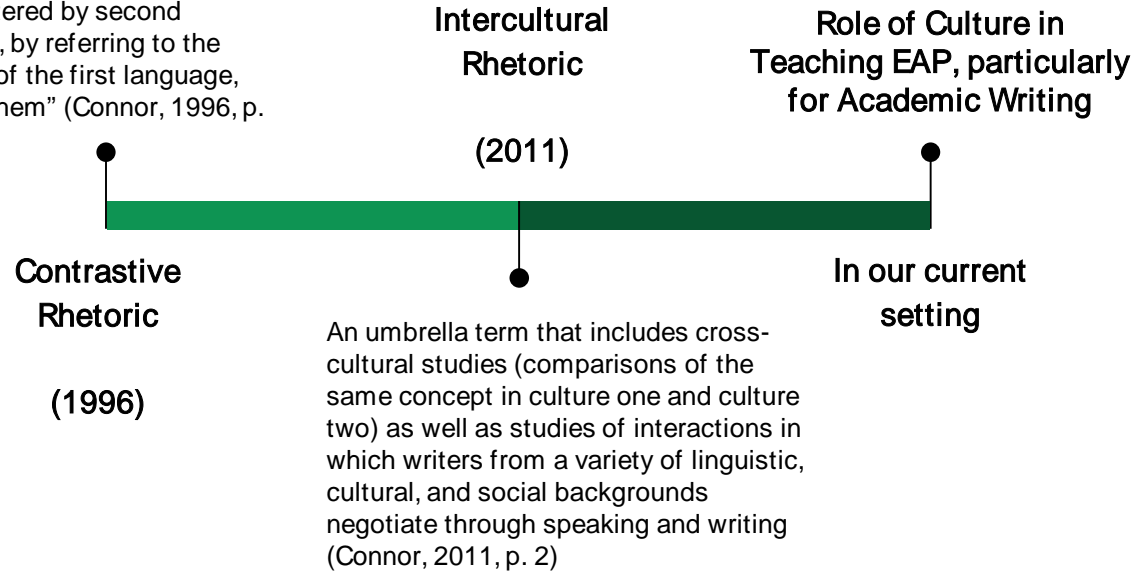 by second
, by referring to the
of the first language,
(Connor, 1996, p.
Contrastive
Rhetoric
(1996)
Intercultural
Rhetoric
(2011)
An umbrella term that includes cross-
cultural studies (comparisons of the
same concept in culture one and culture
two) as well as studies of interactions in
which writers from a variety of linguistic,
cultural, and social backgrounds
negotiate through speaking and writing
(Connor, 2011, p. 2)
Role of Culture in
Teaching EAP, particularly
for Academic Writing
In our current
setting